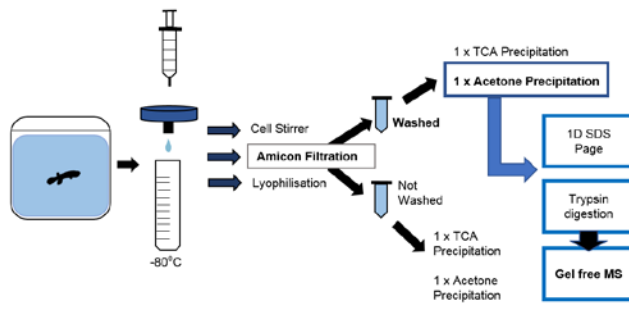 1 x TCA Precipitation
1 x Acetone Precipitation
Cell Stirrer
Washed
Amicon Filtration
Lyophilisation
Not
Washed
1D SDS
Page
Trypsin
digestion
1 x TCA
Precipitation
Gel free MS
1 x Acetone
Precipitation
-80°C